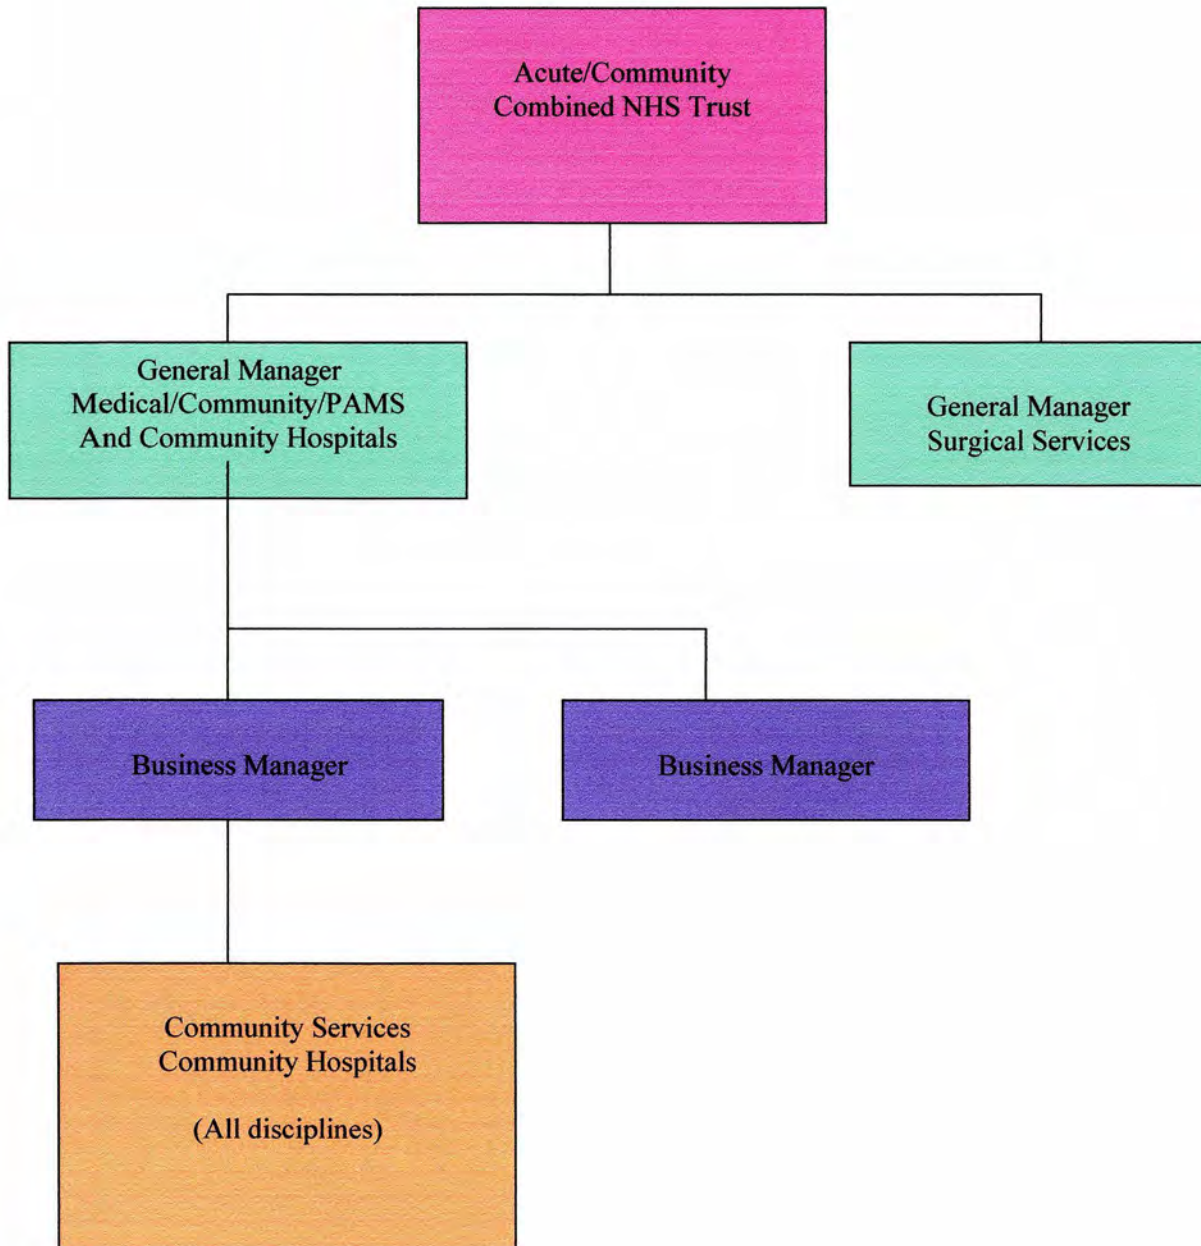 Acute/Community
Combined NHS Trust
General Manager
Medical/Community/PAMS
And Community Hospitals
General Manager
Surgical Services
Business Manager
Business Manager
Community Services
Community Hospitals
(All disciplines)